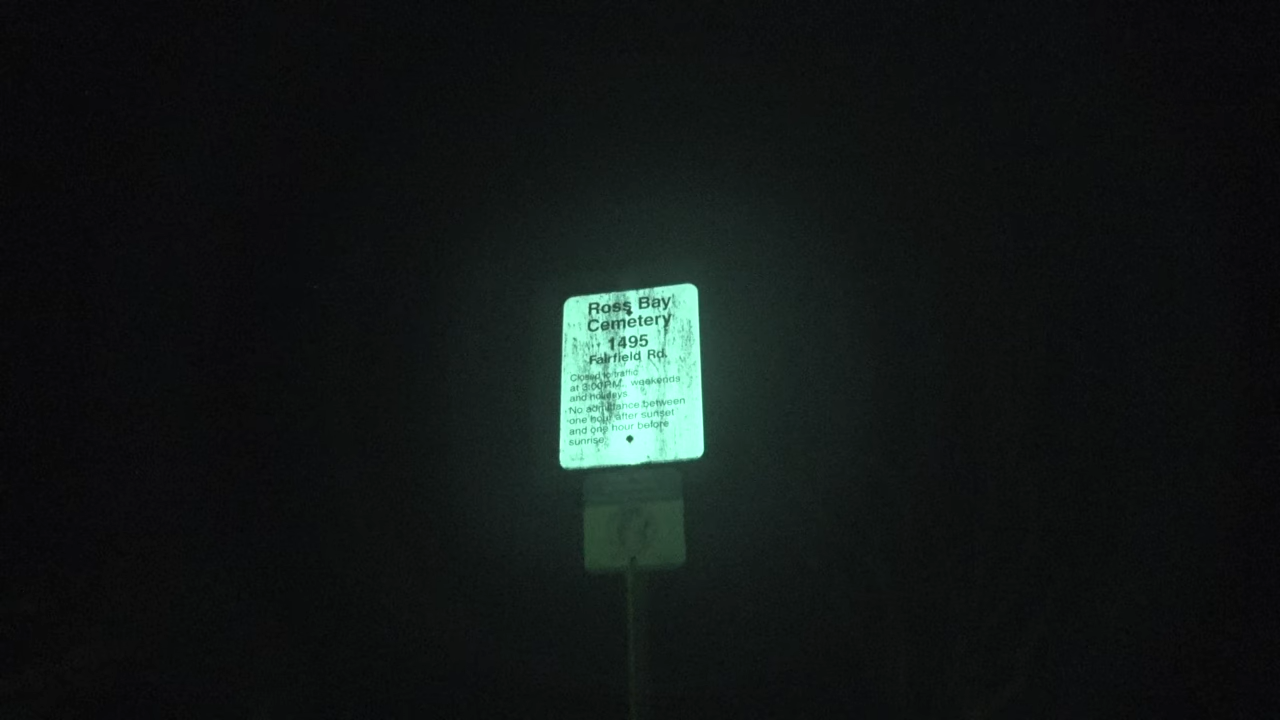 Ross Bay
Cemetery
1495
Fairfield Rd.
Closed to traffic
at 3:00 P.M., weekends
and holidays
No admittance between
one hour after sunset
and one hour before
sunrise